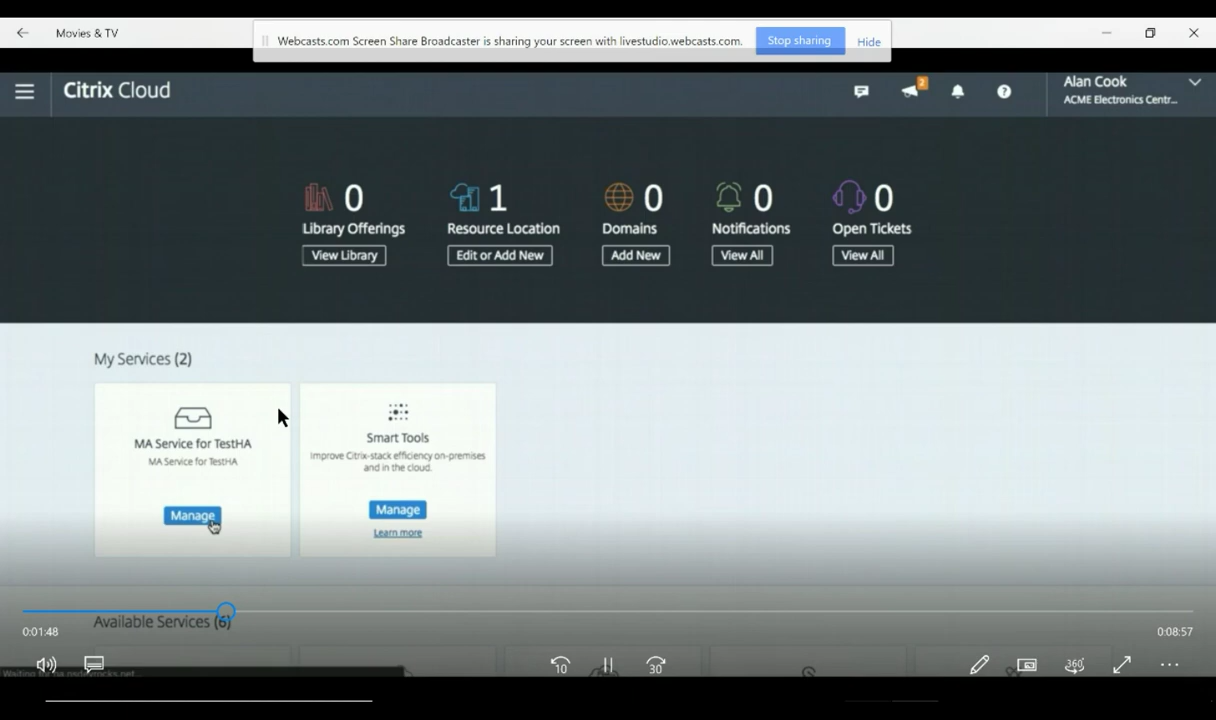 Movies & TV
Webcasts.com Screen Share Broadcaster is sharing your screen with livestudio.webcasts.com.
Stop sharing
Hide
Citrix Cloud
2
Alan Cook
ACME Electronics Centr...
0
1
0
0
0
Library Offerings
Resource Location
Domains
Notifications
Open Tickets
View Library
Edit or Add New
Add New
View All
View All
My Services (2)
MA Service for TestHA
MA Service for TestHA
Manage
Smart Tools
Improve Citrix-stack efficiency on-premises
and in the cloud.
Manage
Learn more
Available Services (6)
0:01:48
0:08:57
10
30
360